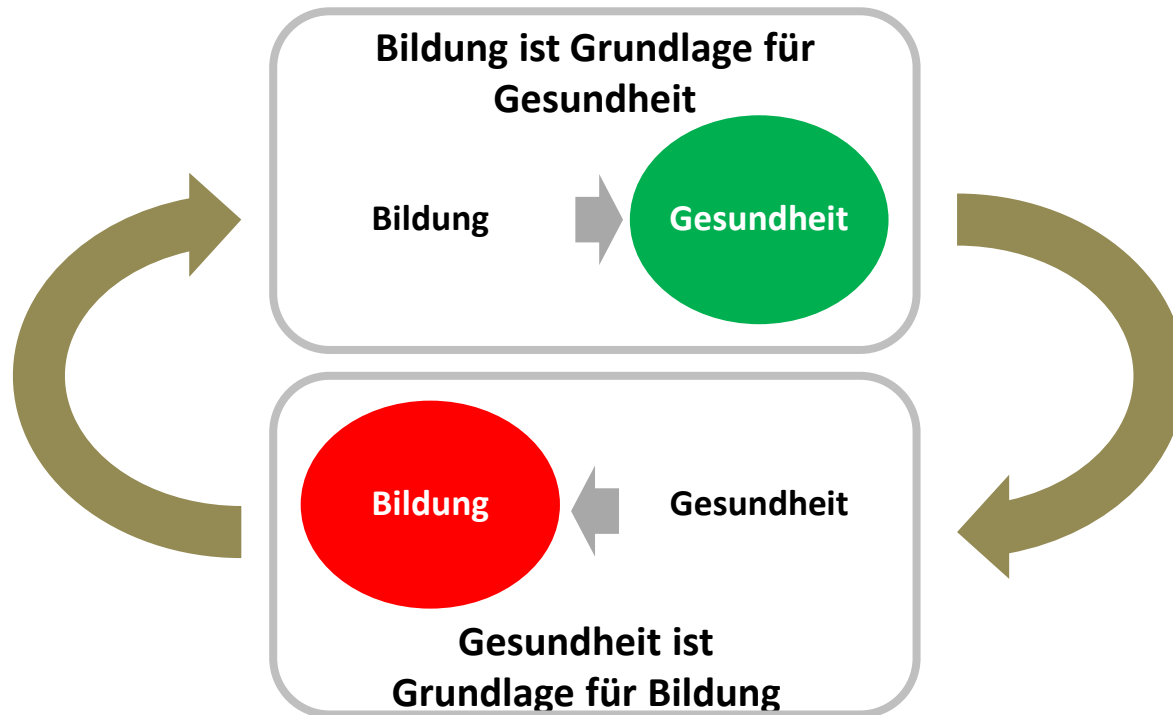 Bildung ist Grundlage für
Gesundheit
Bildung
Gesundheit
Bildung
Gesundheit
Gesundheit ist
Grundlage für Bildung